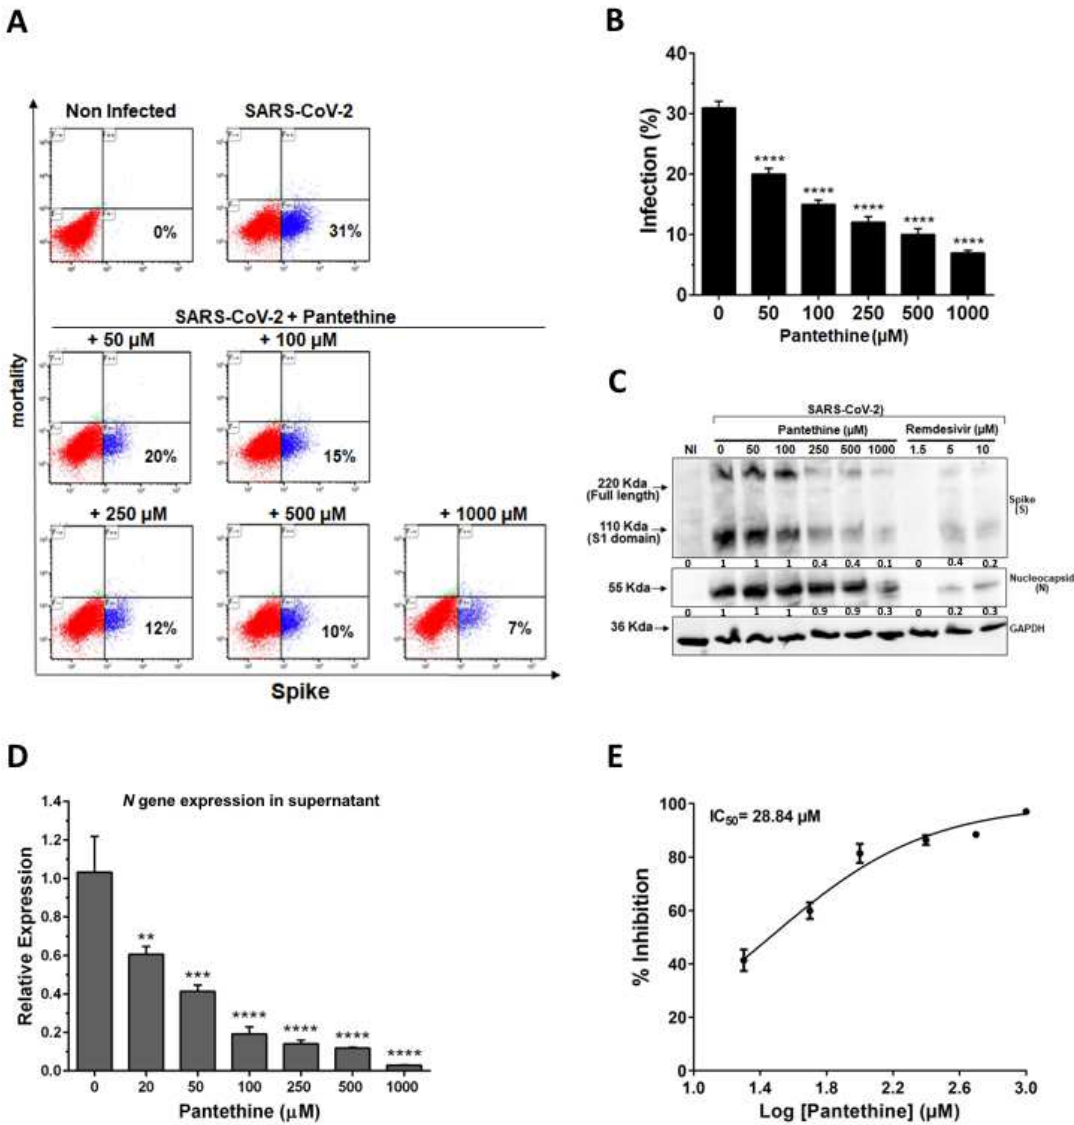 A
Non Infected
SARS-CoV-2
0%
31%
SARS-CoV-2 + Pantethine
+ 50 µM
+ 100 µM
20%
15%
+ 250 µM
+ 500 µM
+ 1000 µM
12%
10%
7%
mortality
Spike
B
40
30
20
10
0
Infection (%)
****
****
****
****
****
0 50 100 250 500 1000
Pantethine (µM)
C
SARS-CoV-2)
Pantethine (µM) Remdesivir (µM)
NI 0 50 100 250 500 1000 1.5 5 10
220 Kda
(Full length)
110 Kda
(S1 domain)
Spike
(S)
0 1 1 1 0.4 0.4 0.1 0 0.4 0.2
55 Kda
Nucleocapsid
(N)
0 1 1 1 0.9 0.9 0.3 0 0.2 0.3
36 Kda
GAPDH
D
N gene expression in supernatant
1.4
1.2
1.0
0.8
0.6
0.4
0.2
0.0
Relative Expression
**
***
****
****
****
****
0 20 50 100 250 500 1000
Pantethine (µM)
E
IC50= 28.84 µM
100
80
60
40
20
0
% Inhibition
1.0 1.4 1.8 2.2 2.6 3.0
Log [Pantethine] (µM)